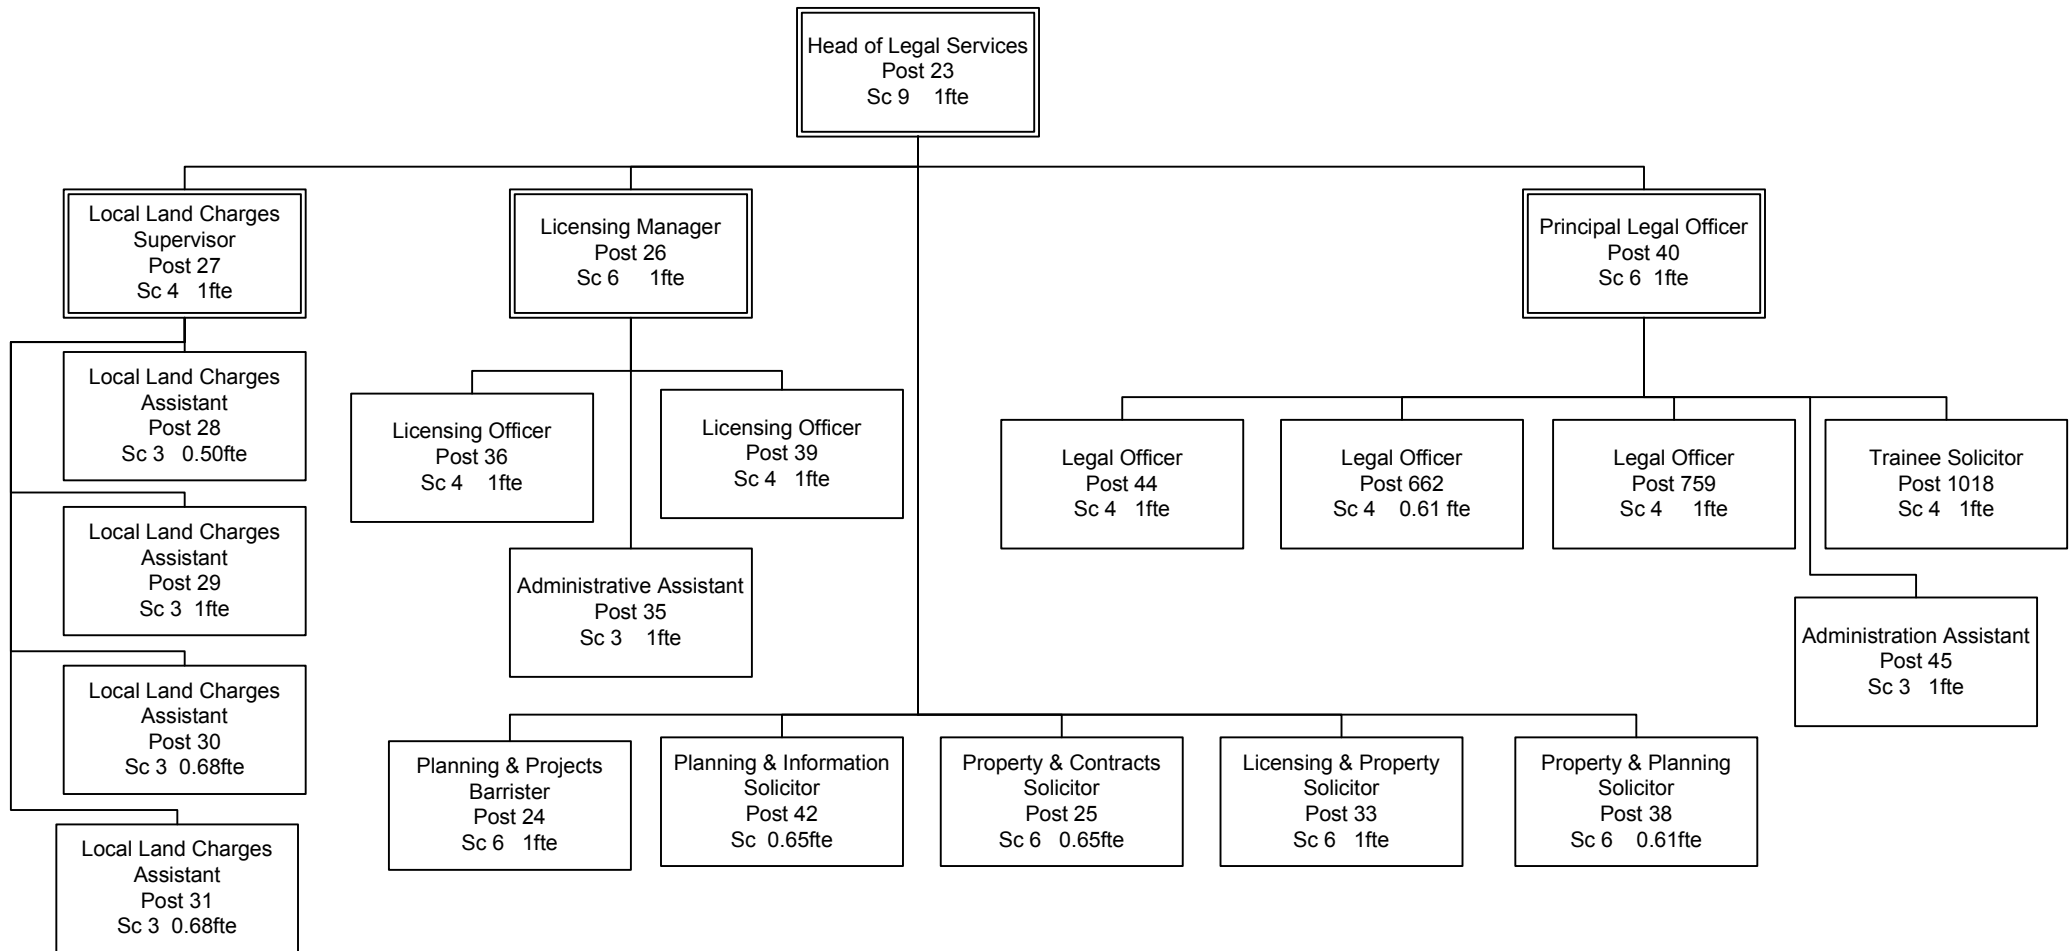 Head of Legal Services
Post 23
Sc 9 1fte
Local Land Charges
Supervisor
Post 27
Sc 4 1fte
Licensing Manager
Post 26
Sc 6 1fte
Principal Legal Officer
Post 40
Sc 6 1fte
Local Land Charges
Assistant
Post 28
Sc 3 0.50fte
Local Land Charges
Assistant
Post 29
Sc 3 1fte
Local Land Charges
Assistant
Post 30
Sc 3 0.68fte
Local Land Charges
Assistant
Post 31
Sc 3 0.68fte
Licensing Officer
Post 36
Sc 4 1fte
Licensing Officer
Post 39
Sc 4 1fte
Administrative Assistant
Post 35
Sc 3 1fte
Legal Officer
Post 44
Sc 4 1fte
Legal Officer
Post 662
Sc 4 0.61 fte
Legal Officer
Post 759
Sc 4 1fte
Trainee Solicitor
Post 1018
Sc 4 1fte
Administration Assistant
Post 45
Sc 3 1fte
Planning & Projects
Barrister
Post 24
Sc 6 1fte
Planning & Information
Solicitor
Post 42
Sc 0.65fte
Property & Contracts
Solicitor
Post 25
Sc 6 0.65fte
Licensing & Property
Solicitor
Post 33
Sc 6 1fte
Property & Planning
Solicitor
Post 38
Sc 6 0.61fte